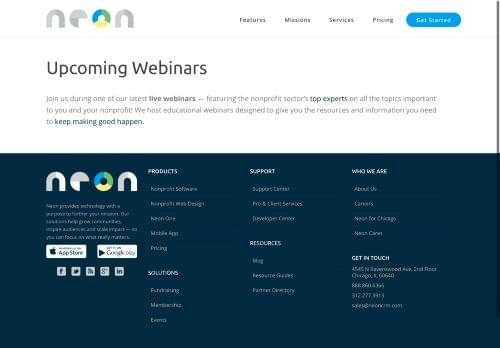 neon
Features Missions Services Pricing Get Started
Upcoming Webinars
Join us during one of our latest live webinars — featuring the nonprofit sector's top experts on all the topics important
to you and your nonprofit! We host educational webinars designed to give you the resources and information you need
to keep making good happen.
neon
Neon provides technology with a
purpose to further your mission. Our
solutions help grow communities,
inspire audiences and scale impact — so
you can focus on what really matters.
App Store
Google play
PRODUCTS
Nonprofit Software
Nonprofit Web Design
Neon One
Mobile App
Pricing
SOLUTIONS
Fundraising
Membership
Events
SUPPORT
Support Center
Pro & Client Services
Developer Center
RESOURCES
Blog
Resource Guides
Partner Directory
WHO WE ARE
About Us
Careers
Neon for Chicago
Neon Cares
GET IN TOUCH
4545 N Ravenswood Ave, 2nd Floor
Chicago, IL 60640
888.860.6366
312.277.3913
sales@neoncrm.com